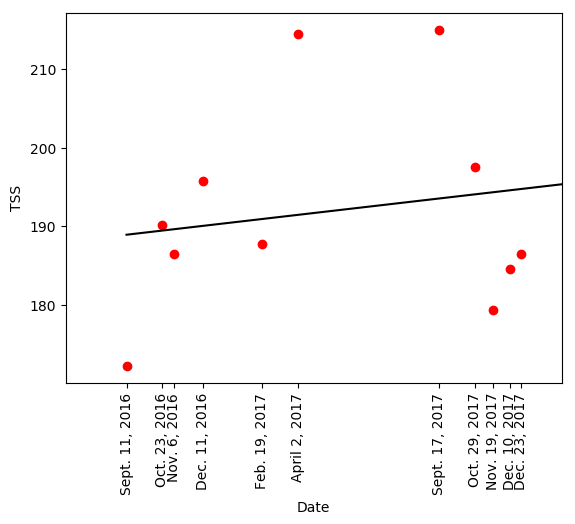 210
200
190
180
TSS
Sept. 11, 2016
Oct. 23, 2016
Nov. 6, 2016
Dec. 11, 2016
Feb. 19, 2017
April 2, 2017
Sept. 17, 2017
Oct. 29, 2017
Nov. 19, 2017
Dec. 10, 2017
Dec. 23, 2017
Date